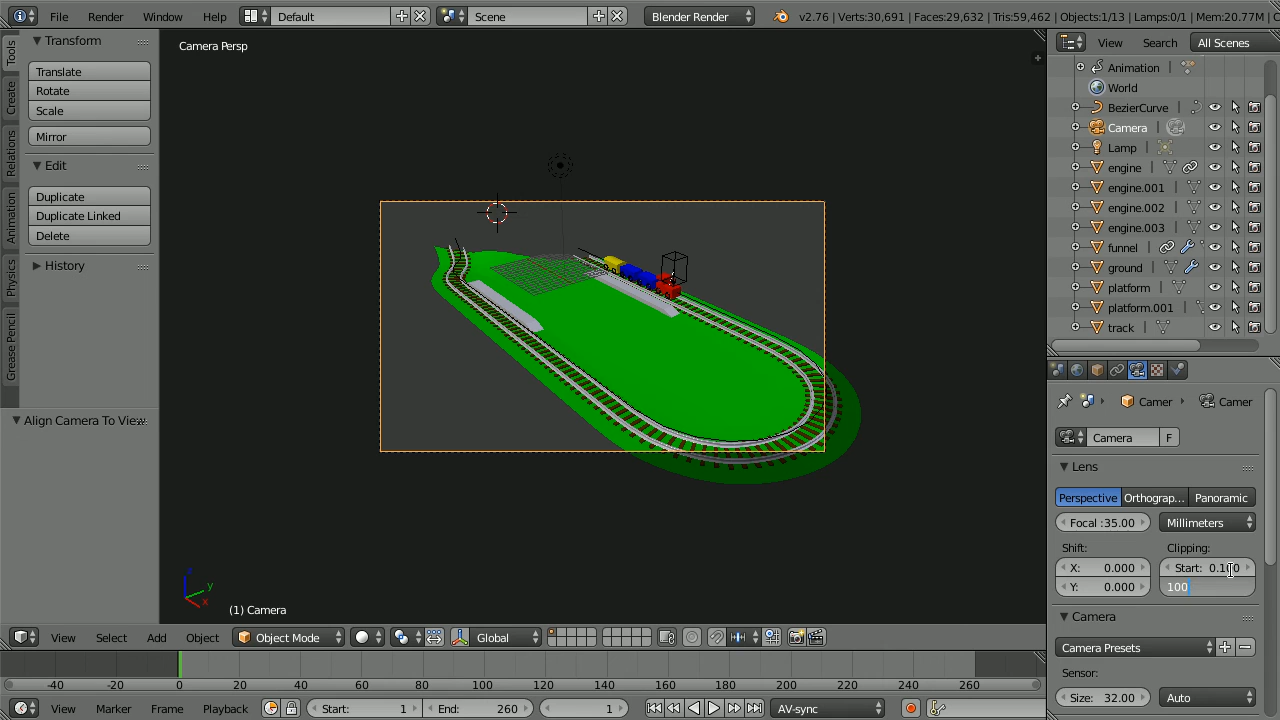 File Render Window Help Default Scene Blender Render v2.76 | Verts:30,691 | Faces:29,632 | Tris:59,462 | Objects:1/13 | Lamps:0/1 | Mem:20.77M | C
Transform
Translate
Rotate
Scale
Mirror
Edit
Duplicate
Duplicate Linked
Delete
History
Align Camera To View
Tools
Create
Relations
Animation
Physics
Grease Pencil
Camera Persp
(1) Camera
View Search All Scenes
Animation
World
BezierCurve
Camera
Lamp
engine
engine.001
engine.002
engine.003
funnel
ground
platform
platform.001
track
Camer Camer
Camera F
Lens
Perspective Orthograp... Panoramic
Focal :35.00 Millimeters
Shift: Clipping:
X: 0.000 Start: 0.100
Y: 0.000 100
Camera
Camera Presets
Sensor:
Size: 32.00 Auto
View Select Add Object Object Mode Global
-40 -20 0 20 40 60 80 100 120 140 160 180 200 220 240 260
View Marker Frame Playback Start: 1 End: 260 1 AV-sync